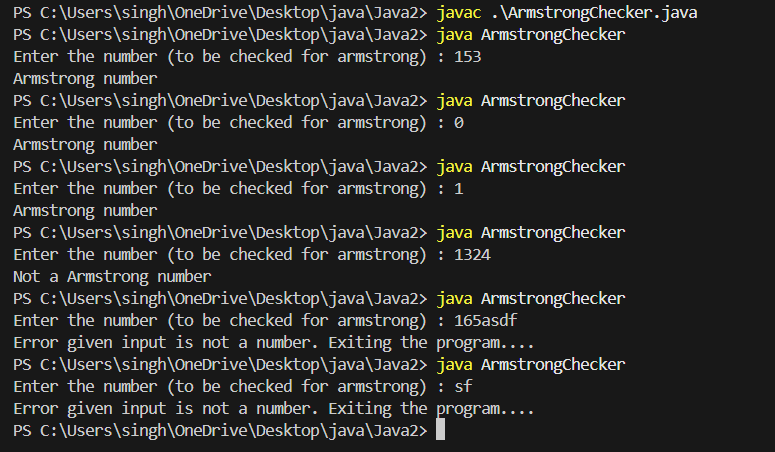 PS C:\Users\singh\OneDrive\Desktop\java\Java2> javac .\ArmstrongChecker.java
PS C:\Users\singh\OneDrive\Desktop\java\Java2> java ArmstrongChecker
Enter the number (to be checked for armstrong) : 153
Armstrong number
PS C:\Users\singh\OneDrive\Desktop\java\Java2> java ArmstrongChecker
Enter the number (to be checked for armstrong) : 0
Armstrong number
PS C:\Users\singh\OneDrive\Desktop\java\Java2> java ArmstrongChecker
Enter the number (to be checked for armstrong) : 1
Armstrong number
PS C:\Users\singh\OneDrive\Desktop\java\Java2> java ArmstrongChecker
Enter the number (to be checked for armstrong) : 1324
Not a Armstrong number
PS C:\Users\singh\OneDrive\Desktop\java\Java2> java ArmstrongChecker
Enter the number (to be checked for armstrong) : 165asdf
Error given input is not a number. Exiting the program....
PS C:\Users\singh\OneDrive\Desktop\java\Java2> java ArmstrongChecker
Enter the number (to be checked for armstrong) : sf
Error given input is not a number. Exiting the program....
PS C:\Users\singh\OneDrive\Desktop\java\Java2>